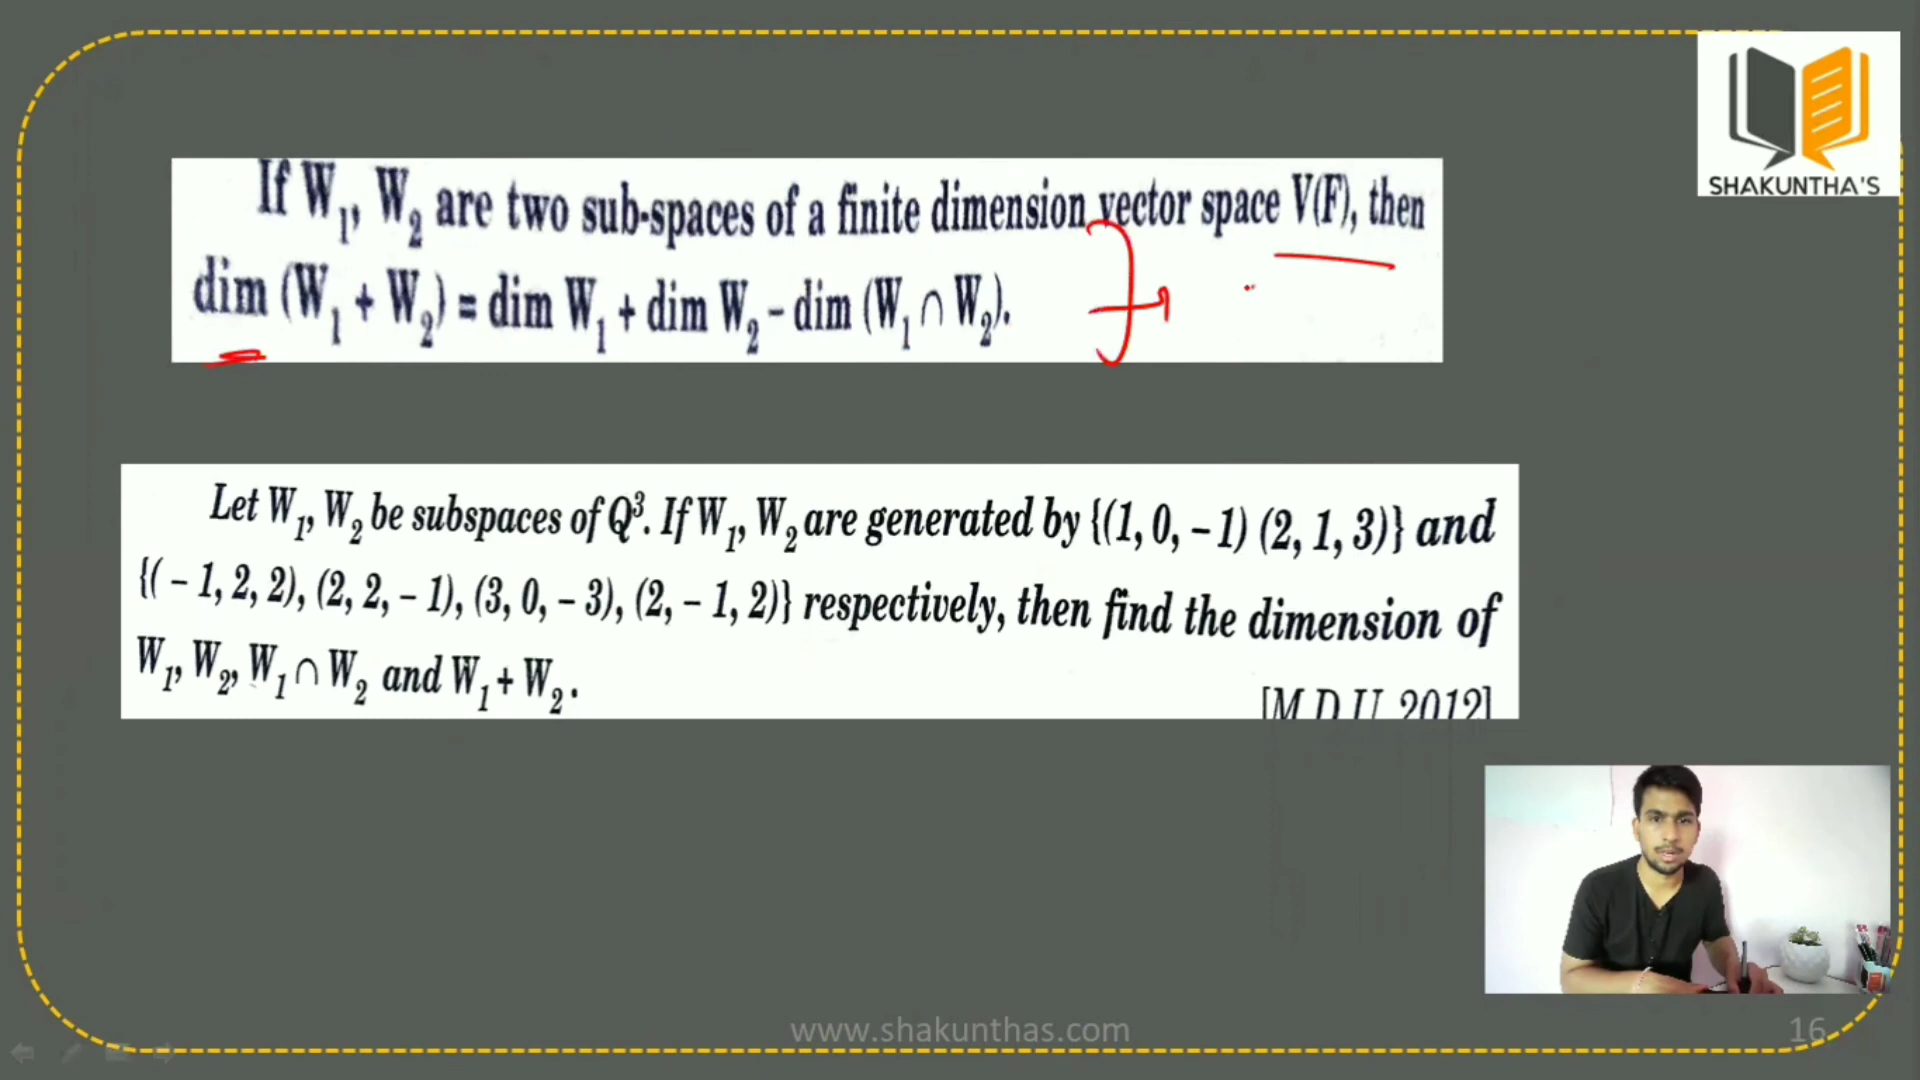 SHAKUNTHA'S
If W₁, W₂ are two sub-spaces of a finite dimension vector space V(F), then
dim (W₁ + W₂) = dim W₁ + dim W₂ – dim (W₁ ∩ W₂).
Let W₁, W₂ be subspaces of Q³. If W₁, W₂ are generated by {(1, 0, – 1) (2, 1, 3)} and
{( – 1, 2, 2), (2, 2, – 1), (3, 0, – 3), (2, – 1, 2)} respectively, then find the dimension of
W₁, W₂, W₁ ∩ W₂ and W₁ + W₂.
[M.D.U. 2012]
www.shakunthas.com
16